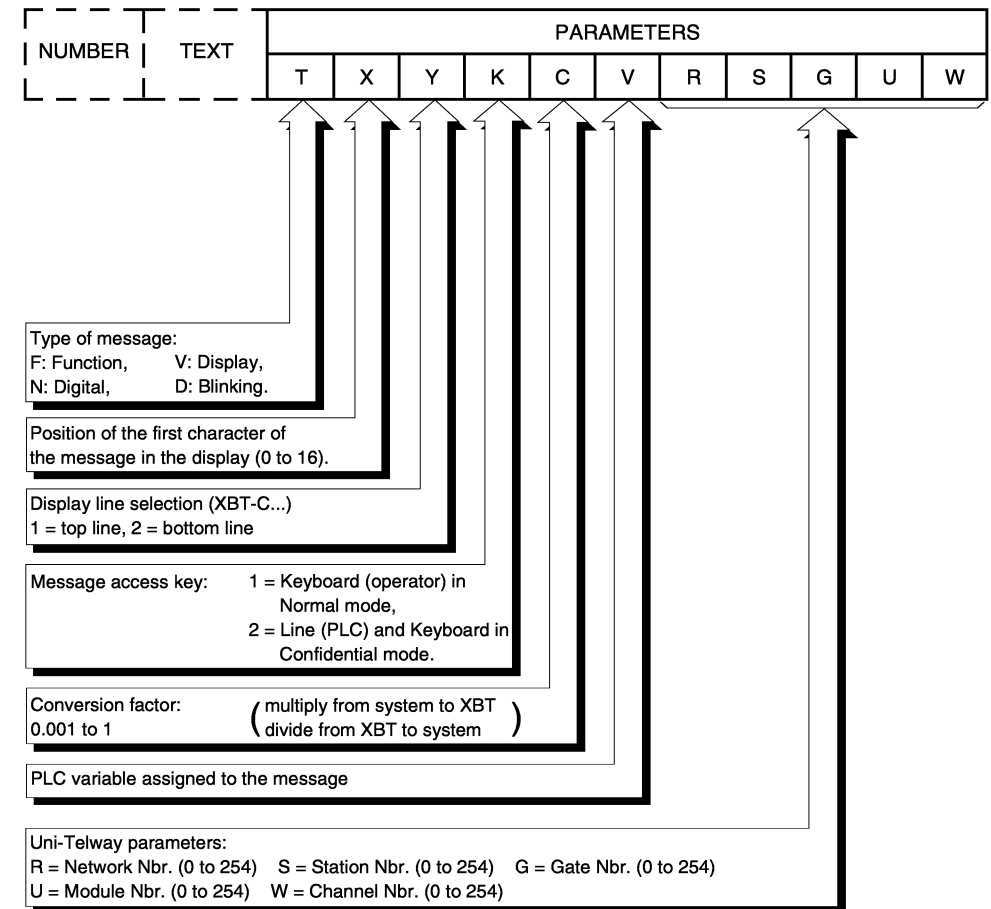 NUMBER TEXT PARAMETERS
T X Y K C V R S G U W
Type of message:
F: Function, V: Display,
N: Digital, D: Blinking.
Position of the first character of
the message in the display (0 to 16).
Display line selection (XBT-C...)
1 = top line, 2 = bottom line
Message access key: 1 = Keyboard (operator) in
Normal mode,
2 = Line (PLC) and Keyboard in
Confidential mode.
Conversion factor: (multiply from system to XBT
0.001 to 1 divide from XBT to system)
PLC variable assigned to the message
Uni-Telway parameters:
R = Network Nbr. (0 to 254) S = Station Nbr. (0 to 254) G = Gate Nbr. (0 to 254)
U = Module Nbr. (0 to 254) W = Channel Nbr. (0 to 254)